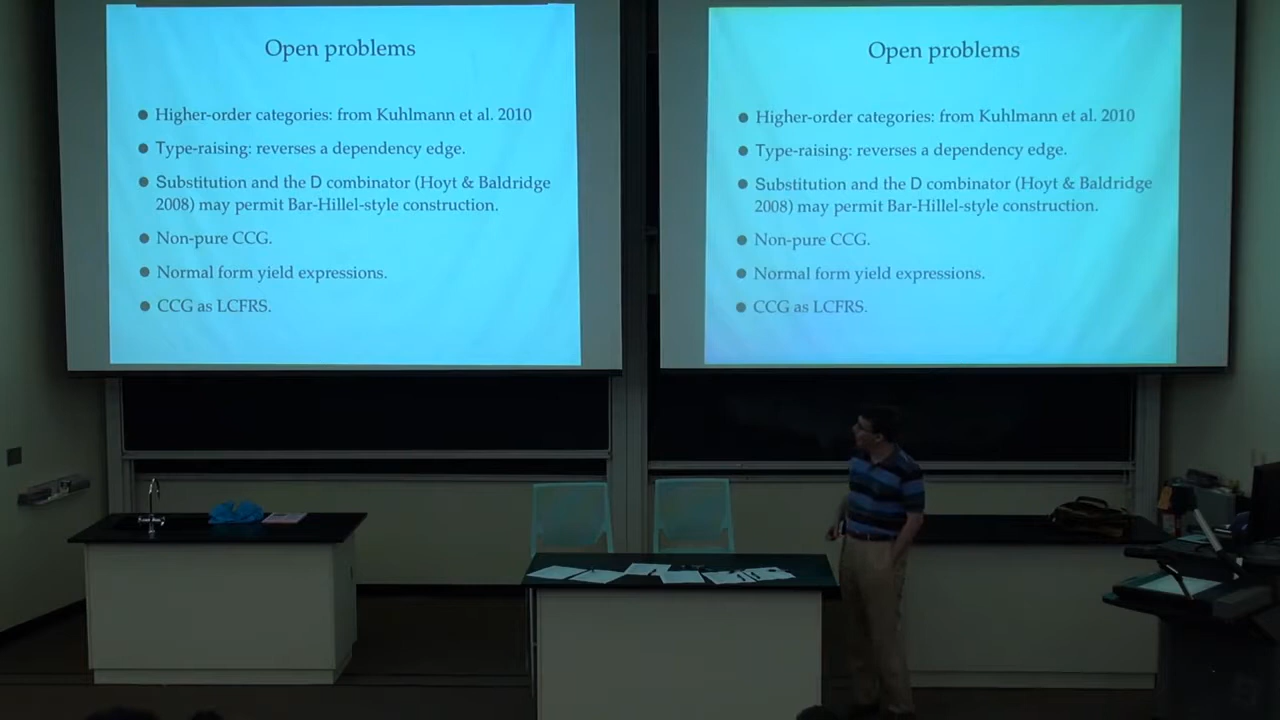 Open problems
Higher-order categories: from Kuhlmann et al. 2010
Type-raising: reverses a dependency edge.
Substitution and the D combinator (Hoyt & Baldridge
2008) may permit Bar-Hillel-style construction.
Non-pure CCG.
Normal form yield expressions.
CCG as LCFRS.
Open problems
Higher-order categories: from Kuhlmann et al. 2010
Type-raising: reverses a dependency edge.
Substitution and the D combinator (Hoyt & Baldridge
2008) may permit Bar-Hillel-style construction.
Non-pure CCG.
Normal form yield expressions.
CCG as LCFRS.